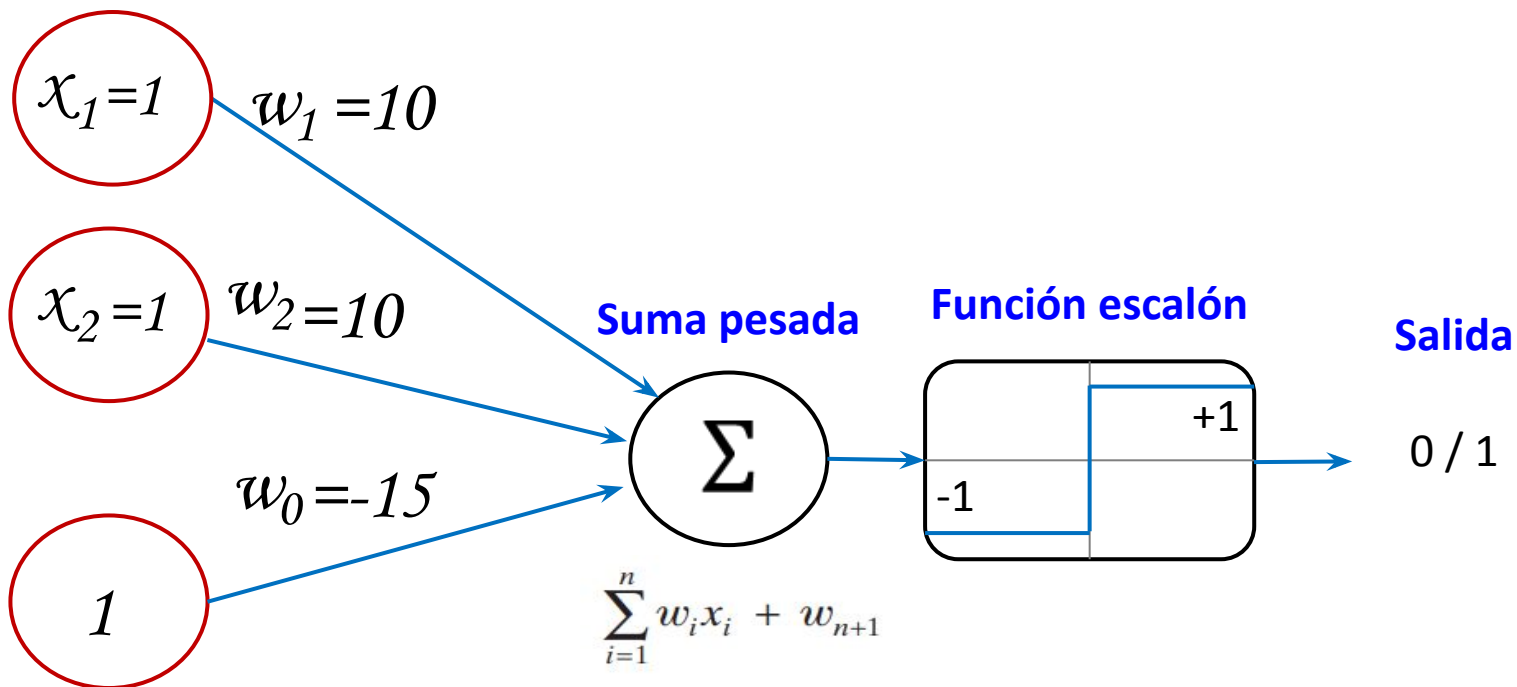 x₁ =1
w₁ =10
x₂ =1
w₂ =10
Suma pesada
Función escalón
Salida
Σ
+1
-1
0 / 1
w₀ =-15
1
n
∑ wᵢxᵢ + wₙ₊₁
i=1